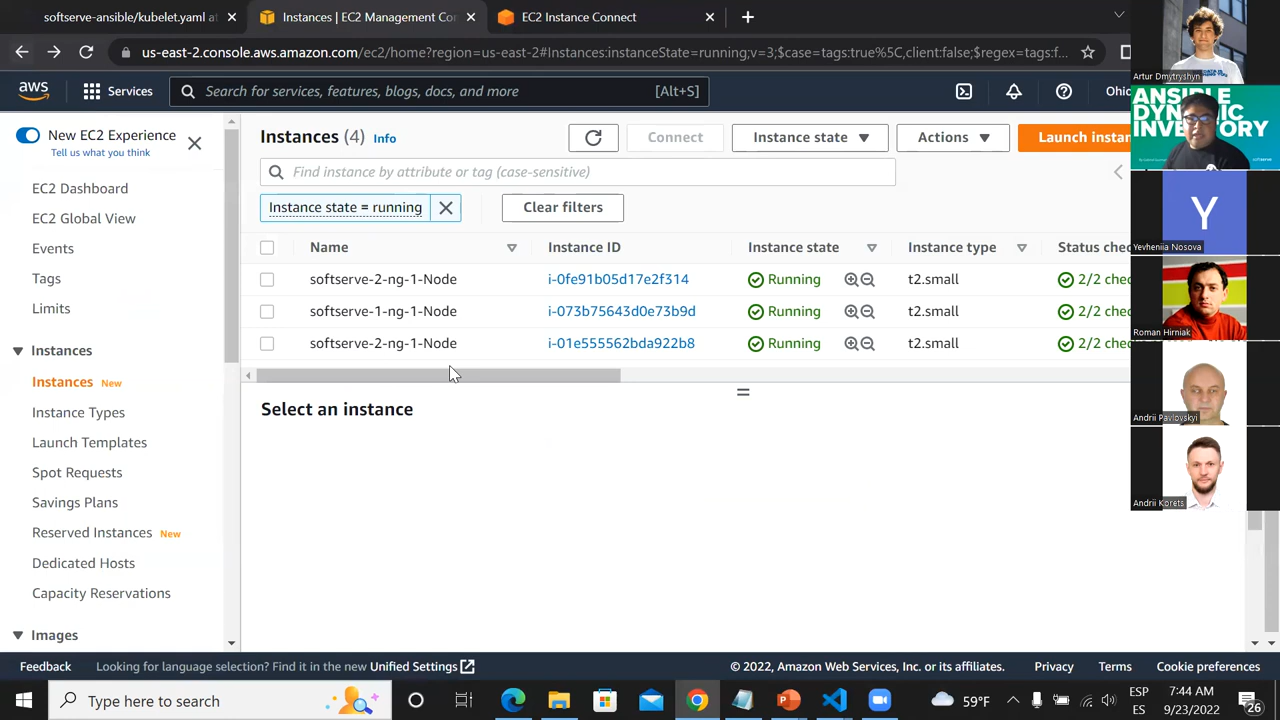 softserve-ansible/kubelet.yaml at
Instances | EC2 Management Con
EC2 Instance Connect
us-east-2.console.aws.amazon.com/ec2/home?region=us-east-2#Instances:instanceState=running;v=3;$case=tags:true%5C,client:false;$regex=tags:f...
aws
Services
Search for services, features, blogs, docs, and more
[Alt+S]
Ohio
New EC2 Experience
Tell us what you think
EC2 Dashboard
EC2 Global View
Events
Tags
Limits
Instances
Instances New
Instance Types
Launch Templates
Spot Requests
Savings Plans
Reserved Instances New
Dedicated Hosts
Capacity Reservations
Images
Instances (4) Info
Connect
Instance state
Actions
Launch instan
Find instance by attribute or tag (case-sensitive)
Instance state = running
Clear filters
Name Instance ID Instance state Instance type Status chec
softserve-2-ng-1-Node i-0fe91b05d17e2f314 Running t2.small 2/2 chec
softserve-1-ng-1-Node i-073b75643d0e73b9d Running t2.small 2/2 chec
softserve-2-ng-1-Node i-01e555562bda922b8 Running t2.small 2/2 chec
Select an instance
Artur Dmytryshyn
ANSIBLE
DYNAMIC
INVENTORY
softserve
Y
Yevheniia Nosova
Roman Hirniak
Andrii Pavlovskyi
Andrii Korets
Feedback
Looking for language selection? Find it in the new Unified Settings
© 2022, Amazon Web Services, Inc. or its affiliates.
Privacy
Terms
Cookie preferences
Type here to search
59°F
ESP
ES
7:44 AM
9/23/2022
26